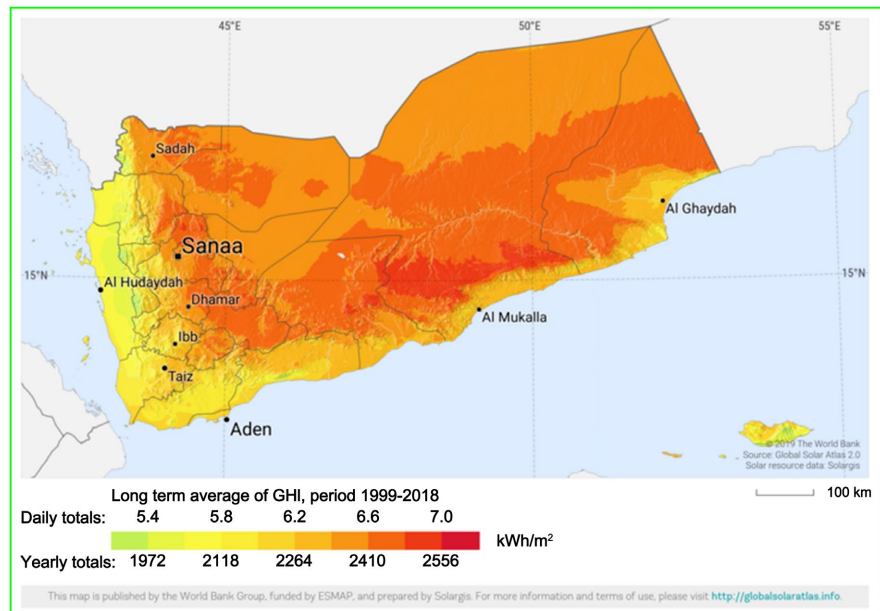 45°E 50°E 55°E
Sadah
Al Ghaydah
Sanaa
15°N 15°N
Al Hudaydah
Dhamar
Al Mukalla
Ibb
Taiz
Aden
© 2019 The World Bank
Source: Global Solar Atlas 2.0
Solar resource data: Solargis
Long term average of GHI, period 1999-2018
100 km
Daily totals: 5.4 5.8 6.2 6.6 7.0
kWh/m²
Yearly totals: 1972 2118 2264 2410 2556
This map is published by the World Bank Group, funded by ESMAP, and prepared by Solargis. For more information and terms of use, please visit http://globalsolaratlas.info.